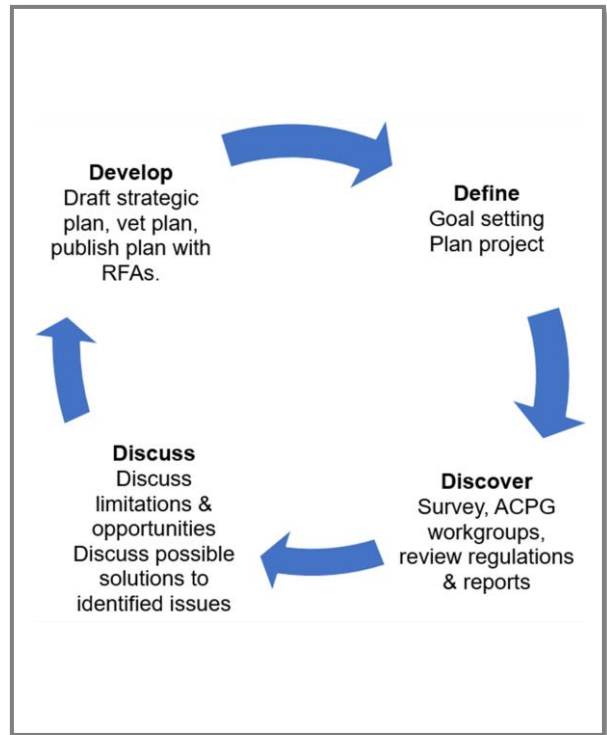 Develop
Draft strategic
plan, vet plan,
publish plan with
RFAs.
Define
Goal setting
Plan project
Discover
Survey, ACPG
workgroups,
review regulations
& reports
Discuss
Discuss
limitations &
opportunities
Discuss possible
solutions to
identified issues